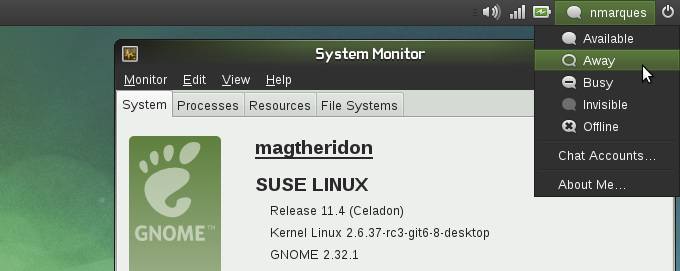 nmarques
Available
Away
Busy
Invisible
Offline
Chat Accounts...
About Me...
System Monitor
Monitor Edit View Help
System Processes Resources File Systems
GNOME™
magtheridon
SUSE LINUX
Release 11.4 (Celadon)
Kernel Linux 2.6.37-rc3-git6-8-desktop
GNOME 2.32.1